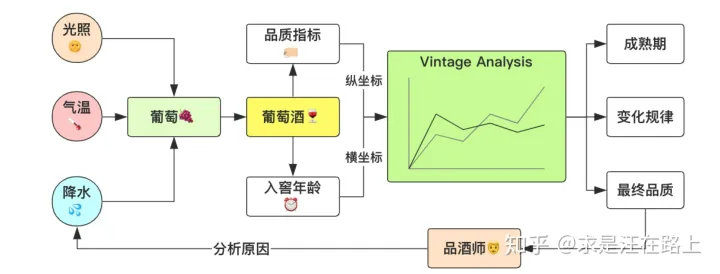 光照
气温
降水
葡萄
品质指标
葡萄酒
入窖年龄
纵坐标
横坐标
Vintage Analysis
成熟期
变化规律
最终品质
品酒师
分析原因
知乎 @求是汪在路上